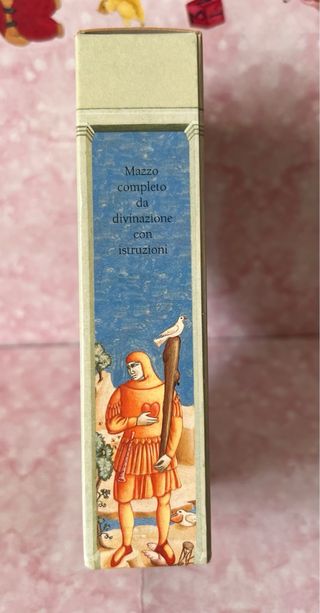 Mazzo
completo
da
divinazione
con
istruzioni